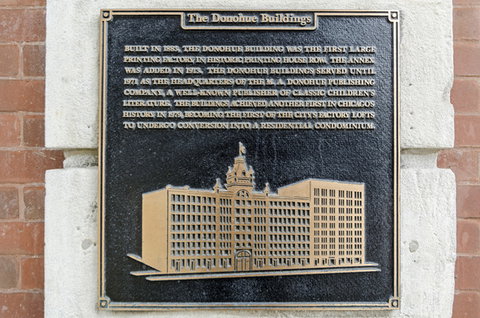 The Donohue Buildings
BUILT IN 1883, THE DONOHUE BUILDING WAS THE FIRST LARGE
PRINTING FACTORY IN HISTORIC PRINTING HOUSE ROW. THE ANNEX
WAS ADDED IN 1913. THE DONOHUE BUILDINGS SERVED UNTIL
1971 AS THE HEADQUARTERS OF THE M. A. DONOHUE PUBLISHING
COMPANY, A WELL-KNOWN PUBLISHER OF CLASSIC CHILDREN'S
LITERATURE. THE BUILDINGS ACHIEVED ANOTHER FIRST IN CHICAGO'S
HISTORY IN 1979, BECOMING THE FIRST OF THE CITY'S FACTORY LOFTS
TO UNDERGO CONVERSION INTO A RESIDENTIAL CONDOMINIUM.